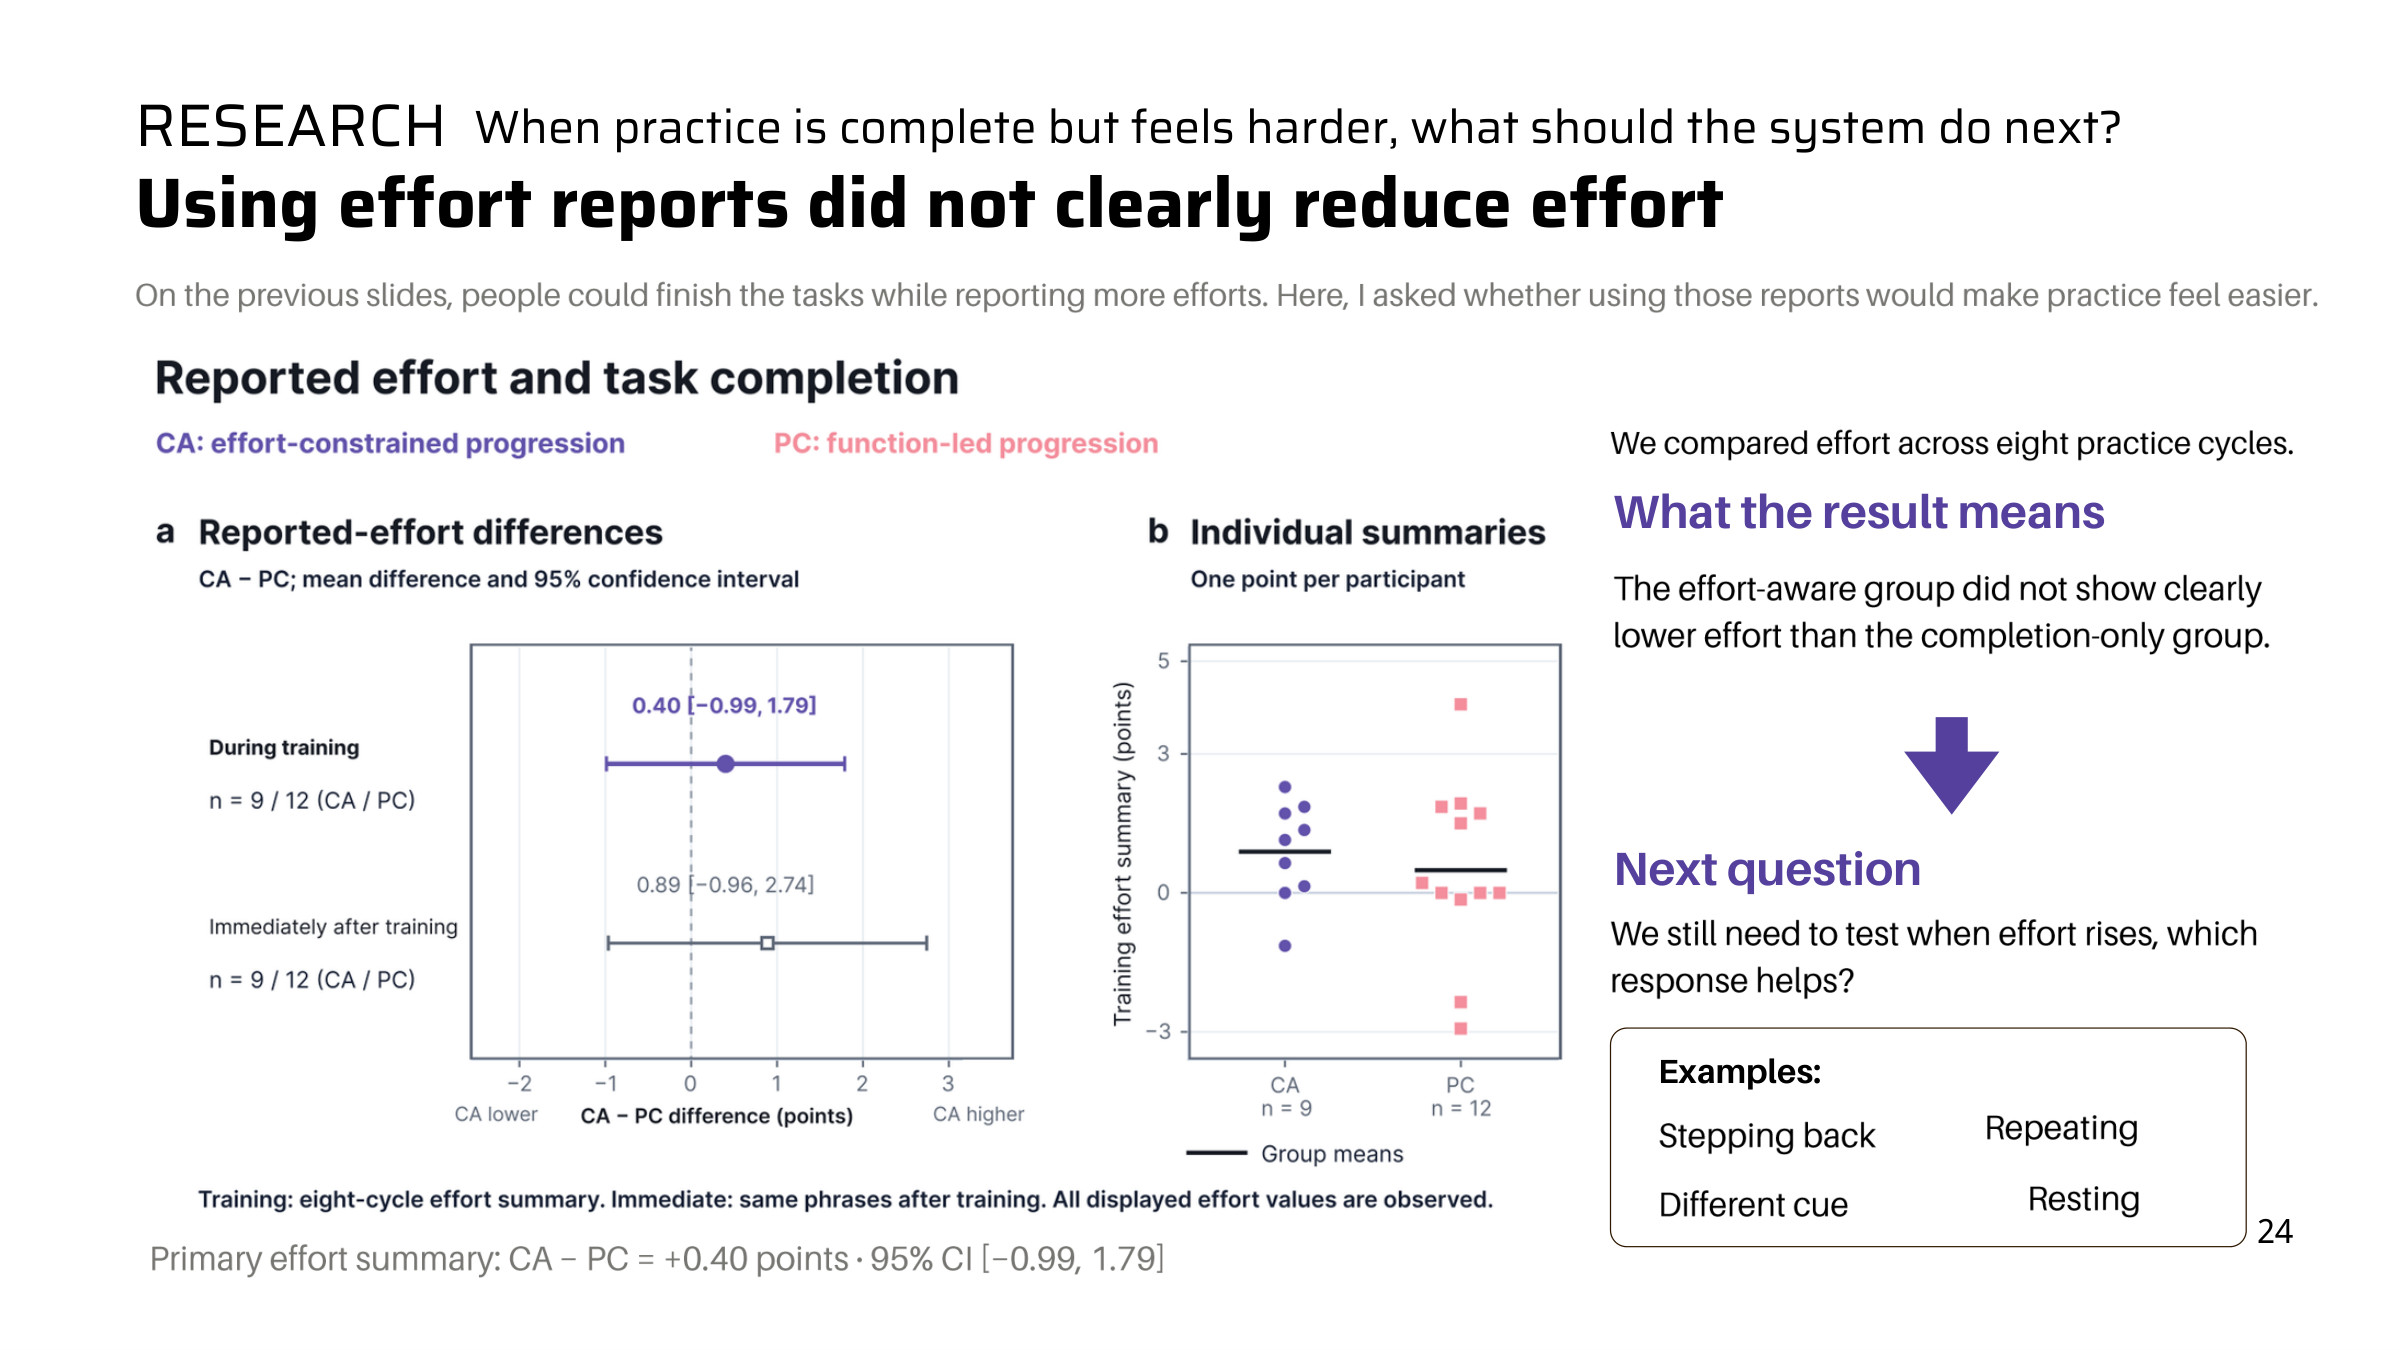 RESEARCH When practice is complete but feels harder, what should the system do next?
Using effort reports did not clearly reduce effort
On the previous slides, people could finish the tasks while reporting more efforts. Here, I asked whether using those reports would make practice feel easier.
Reported effort and task completion
CA: effort-constrained progression
PC: function-led progression
a Reported-effort differences
CA − PC; mean difference and 95% confidence interval
0.40 [−0.99, 1.79]
During training
n = 9 / 12 (CA / PC)
0.89 [−0.96, 2.74]
Immediately after training
n = 9 / 12 (CA / PC)
−2 −1 0 1 2 3
CA lower CA − PC difference (points) CA higher
b Individual summaries
One point per participant
Training effort summary (points)
5
3
0
−3
CA PC
n = 9 n = 12
Group means
Training: eight-cycle effort summary. Immediate: same phrases after training. All displayed effort values are observed.
Primary effort summary: CA − PC = +0.40 points · 95% CI [−0.99, 1.79]
We compared effort across eight practice cycles.
What the result means
The effort-aware group did not show clearly
lower effort than the completion-only group.
Next question
We still need to test when effort rises, which
response helps?
Examples:
Stepping back Repeating
Different cue Resting
24